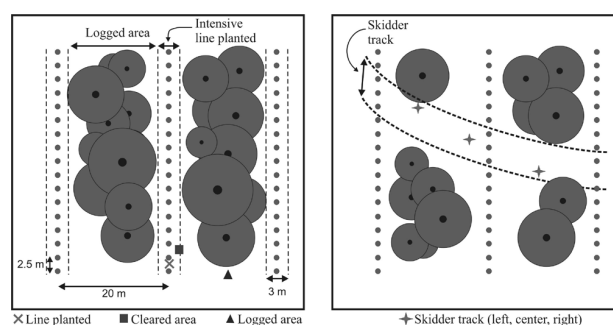 Logged area
Intensive
line planted
2.5 m
20 m
3 m
Line planted
Cleared area
Logged area
Skidder
track
Skidder track (left, center, right)